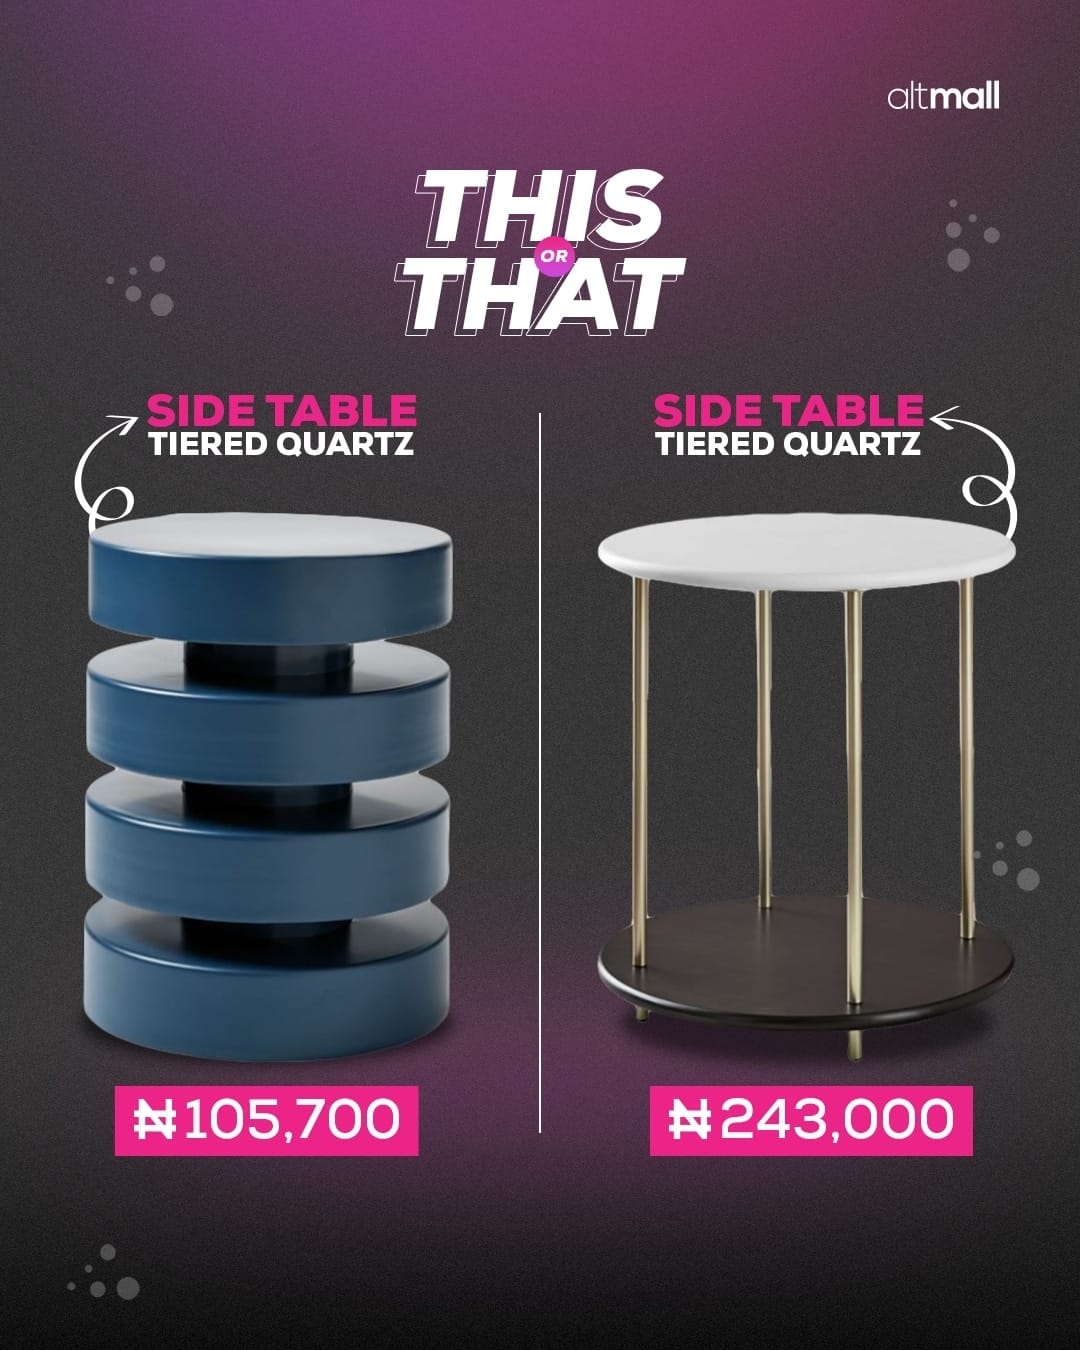 altmall
THIS
OR
THAT
SIDE TABLE
TIERED QUARTZ
SIDE TABLE
TIERED QUARTZ
₦105,700
₦243,000